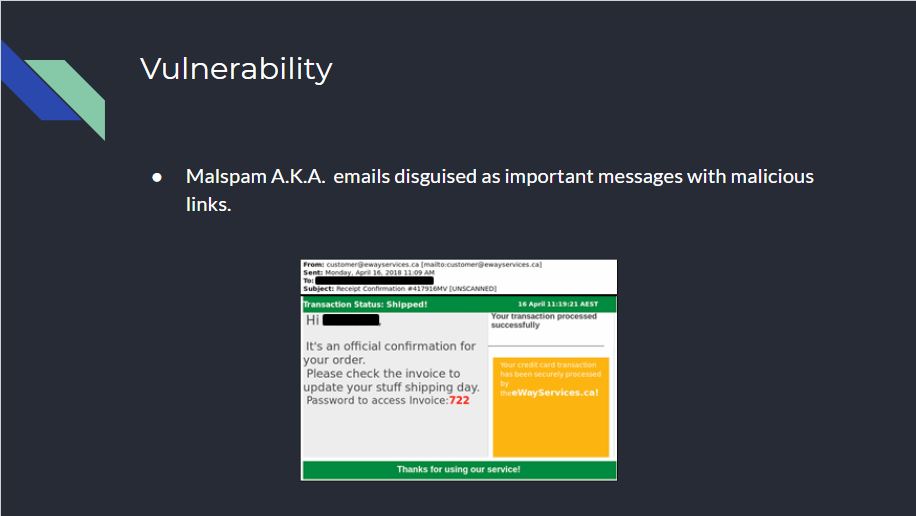 Vulnerability
● Malspam A.K.A. emails disguised as important messages with malicious
links.
From: customer@ewayservices.ca [mailto:customer@ewayservices.ca]
Sent: Monday, April 16, 2018 11:09 AM
To:
Subject: Receipt Confirmation #417916MV [UNSCANNED]
Transaction Status: Shipped! 16 April 11:19:21 AEST
Hi ,
Your transaction processed
successfully
It's an official confirmation for
your order.
Please check the invoice to
update your stuff shipping day.
Password to access Invoice:722
Your credit card transaction
has been securely processed
by
theeWayServices.ca!
Thanks for using our service!